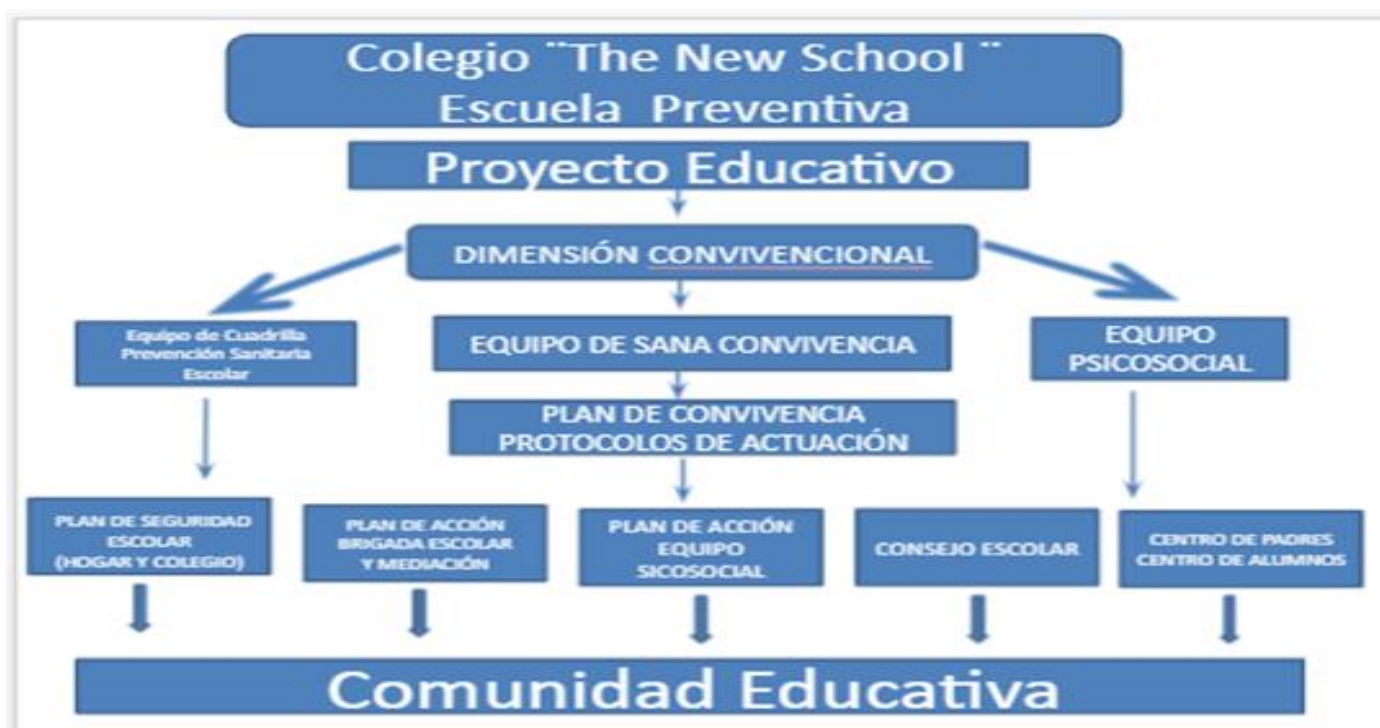 Colegio ¨The New School ¨
Escuela Preventiva
Proyecto Educativo
DIMENSIÓN CONVIVENCIONAL
Equipo de Cuadrilla
Prevención Sanitaria
Escolar
EQUIPO DE SANA CONVIVENCIA
EQUIPO
PSICOSOCIAL
PLAN DE CONVIVENCIA
PROTOCOLOS DE ACTUACIÓN
PLAN DE SEGURIDAD
ESCOLAR
(HOGAR Y COLEGIO)
PLAN DE ACCIÓN
BRIGADA ESCOLAR
Y MEDIACIÓN
PLAN DE ACCIÓN
EQUIPO
SICOSOCIAL
CONSEJO ESCOLAR
CENTRO DE PADRES
CENTRO DE ALUMNOS
Comunidad Educativa